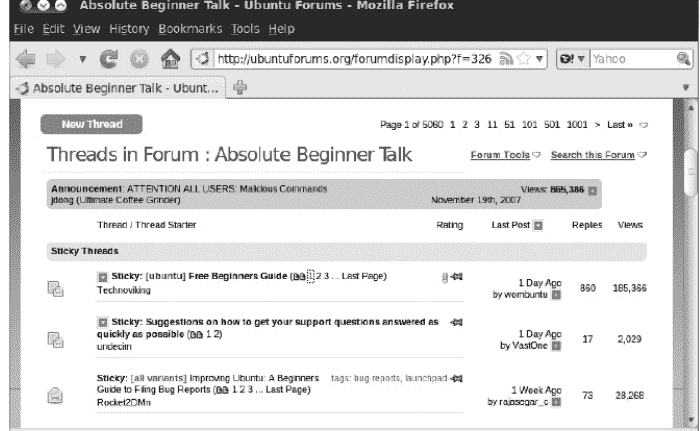 Absolute Beginner Talk - Ubuntu Forums - Mozilla Firefox
File Edit View History Bookmarks Tools Help
http://ubuntuforums.org/forumdisplay.php?f=326 Yahoo
Absolute Beginner Talk - Ubunt...
New Thread Page 1 of 5060 1 2 3 11 51 101 501 1001 > Last »
Threads in Forum : Absolute Beginner Talk Forum Tools Search this Forum
Announcement: ATTENTION ALL USERS: Malicious Commands Views: 865,386
jdong (Ultimate Coffee Grinder) November 19th, 2007
Thread / Thread Starter Rating Last Post Replies Views
Sticky Threads
Sticky: [ubuntu] Free Beginners Guide ( 1 2 3 ... Last Page) 1 Day Ago 860 185,366
Technoviking by wombuntu
Sticky: Suggestions on how to get your support questions answered as 1 Day Ago 17 2,029
quickly as possible ( 1 2) by VastOne
undecim
Sticky: [all variants] Improving Ubuntu: A Beginners tags: bug reports, launchpad
Guide to Filing Bug Reports ( 1 2 3 ... Last Page) 1 Week Ago 73 28,268
Rocket2DMn by rajasegar_c